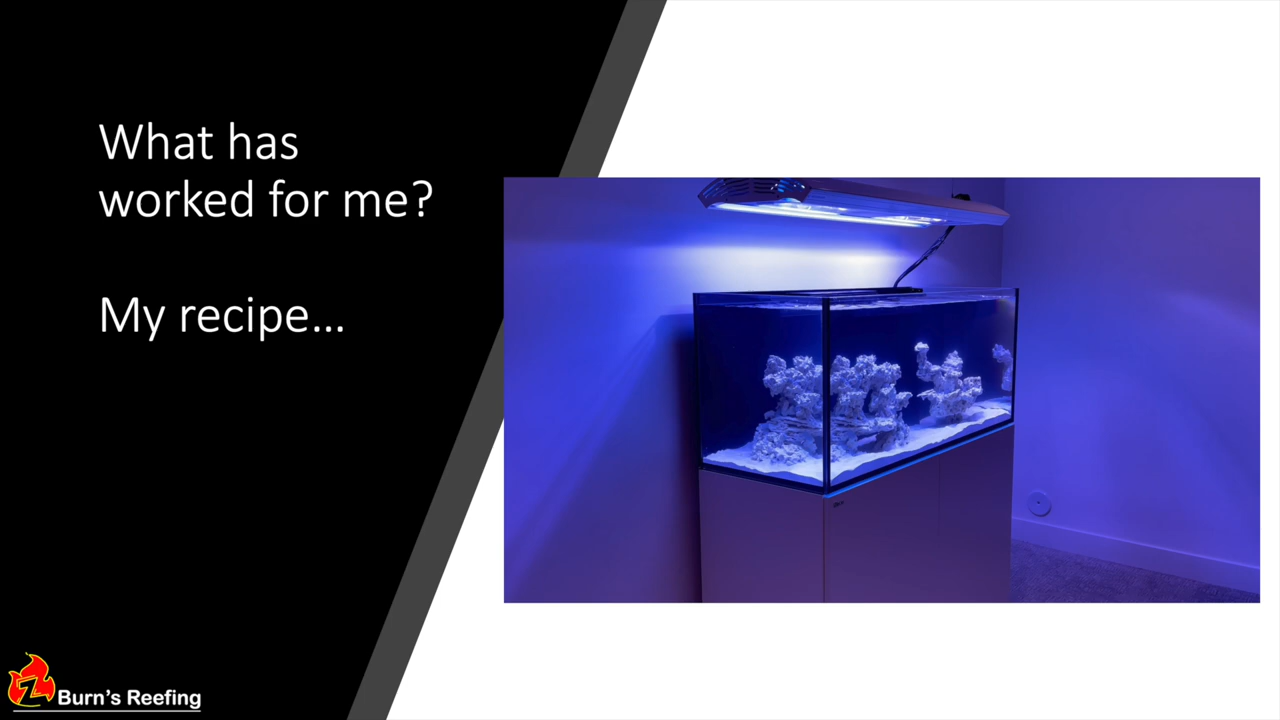 What has
worked for me?
My recipe...
Z
Burn's Reefing